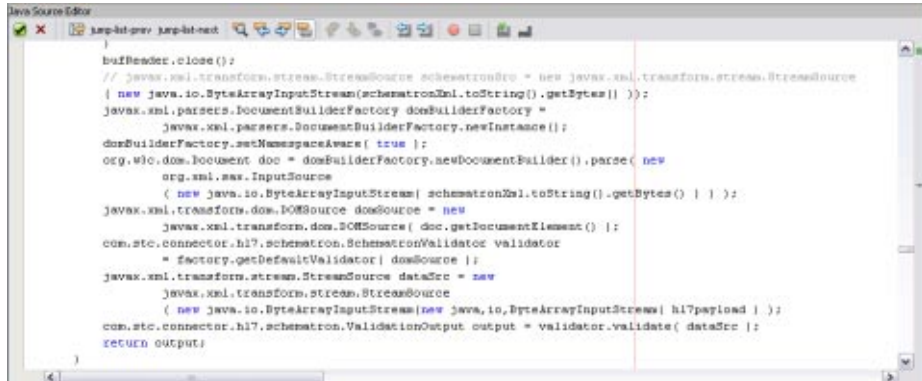 Java Source Editor
jump-list-prev jump-list-next
}
bufReader.close();
// javax.xml.transform.stream.StreamSource schematronSrc = new javax.xml.transform.stream.StreamSource
( new java.io.ByteArrayInputStream(schematronXml.toString().getBytes() ));
javax.xml.parsers.DocumentBuilderFactory domBuilderFactory =
javax.xml.parsers.DocumentBuilderFactory.newInstance();
domBuilderFactory.setNamespaceAware( true );
org.w3c.dom.Document doc = domBuilderFactory.newDocumentBuilder().parse( new
org.xml.sax.InputSource
( new java.io.ByteArrayInputStream( schematronXml.toString().getBytes() ) ) );
javax.xml.transform.dom.DOMSource domSource = new
javax.xml.transform.dom.DOMSource( doc.getDocumentElement() );
com.stc.connector.hl7.schematron.SchematronValidator validator
= factory.getDefaultValidator( domSource );
javax.xml.transform.stream.StreamSource dataSrc = new
javax.xml.transform.stream.StreamSource
( new java.io.ByteArrayInputStream(new java,io,ByteArrayInputStream( hl7payload ) );
com.stc.connector.hl7.schematron.ValidationOutput output = validator.validate( dataSrc );
return output;
}